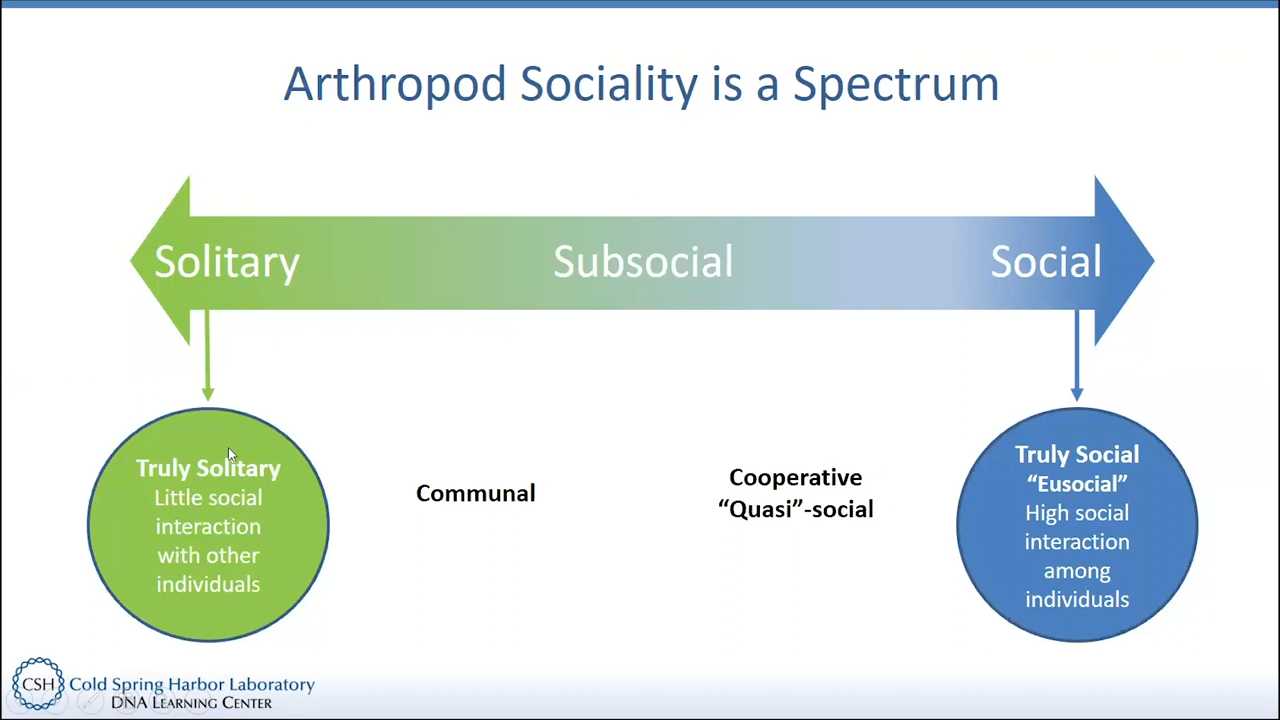 Arthropod Sociality is a Spectrum
Solitary
Subsocial
Social
Truly Solitary
Little social
interaction
with other
individuals
Communal
Cooperative
“Quasi”-social
Truly Social
“Eusocial”
High social
interaction
among
individuals
CSH Cold Spring Harbor Laboratory
DNA Learning Center